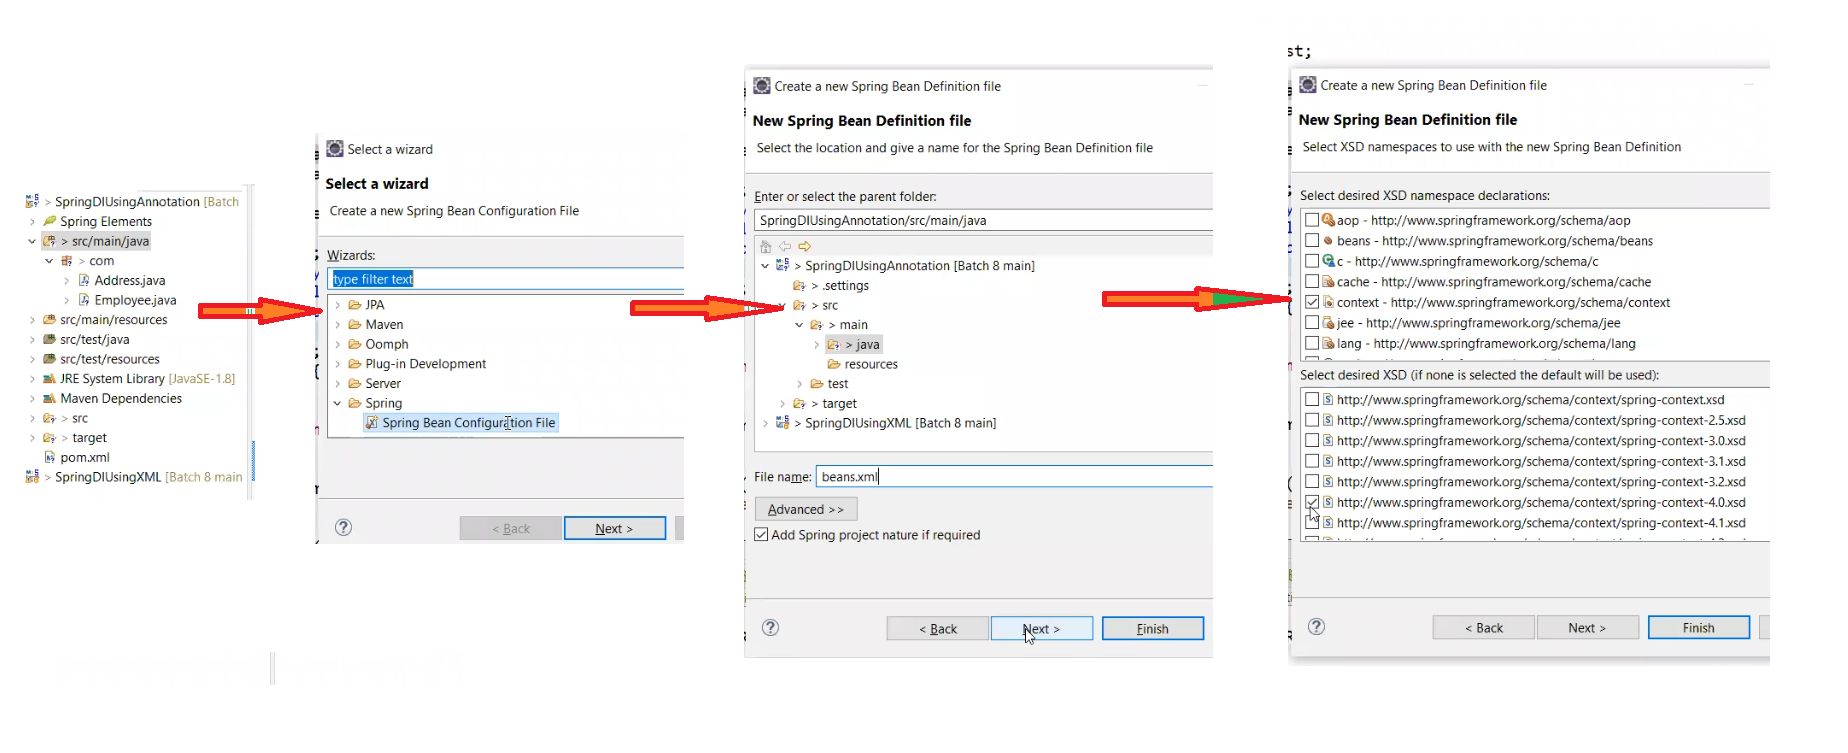 > SpringDIUsingAnnotation [Batch
> Spring Elements
> src/main/java
> com
Address.java
Employee.java
src/main/resources
src/test/java
src/test/resources
JRE System Library [JavaSE-1.8]
Maven Dependencies
> src
> target
pom.xml
> SpringDIUsingXML [Batch 8 main
Select a wizard
Select a wizard
Create a new Spring Bean Configuration File
Wizards:
type filter text
JPA
Maven
Oomph
Plug-in Development
Server
Spring
Spring Bean Configuration File
< Back
Next >
Create a new Spring Bean Definition file
New Spring Bean Definition file
Select the location and give a name for the Spring Bean Definition file
Enter or select the parent folder:
SpringDIUsingAnnotation/src/main/java
> SpringDIUsingAnnotation [Batch 8 main]
> .settings
> src
> main
> java
resources
test
> target
> SpringDIUsingXML [Batch 8 main]
File name: beans.xml
Advanced >>
Add Spring project nature if required
< Back
Next >
Finish
st;
Create a new Spring Bean Definition file
New Spring Bean Definition file
Select XSD namespaces to use with the new Spring Bean Definition
Select desired XSD namespace declarations:
aop - http://www.springframework.org/schema/aop
beans - http://www.springframework.org/schema/beans
c - http://www.springframework.org/schema/c
cache - http://www.springframework.org/schema/cache
context - http://www.springframework.org/schema/context
jee - http://www.springframework.org/schema/jee
lang - http://www.springframework.org/schema/lang
Select desired XSD (if none is selected the default will be used):
http://www.springframework.org/schema/context/spring-context.xsd
http://www.springframework.org/schema/context/spring-context-2.5.xsd
http://www.springframework.org/schema/context/spring-context-3.0.xsd
http://www.springframework.org/schema/context/spring-context-3.1.xsd
http://www.springframework.org/schema/context/spring-context-3.2.xsd
http://www.springframework.org/schema/context/spring-context-4.0.xsd
http://www.springframework.org/schema/context/spring-context-4.1.xsd
< Back
Next >
Finish